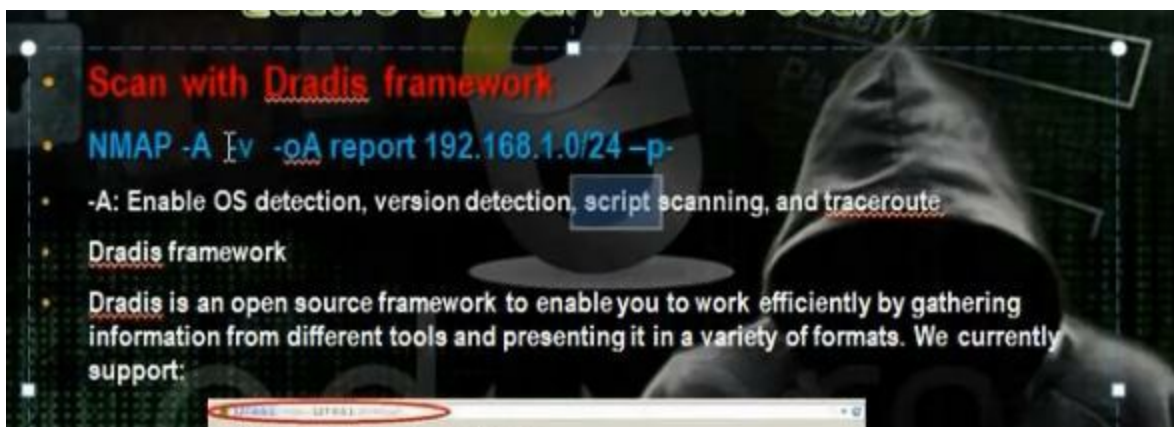 Scan with Dradis framework
NMAP -A -v -oA report 192.168.1.0/24 –p-
-A: Enable OS detection, version detection, script scanning, and traceroute
Dradis framework
Dradis is an open source framework to enable you to work efficiently by gathering
information from different tools and presenting it in a variety of formats. We currently
support: